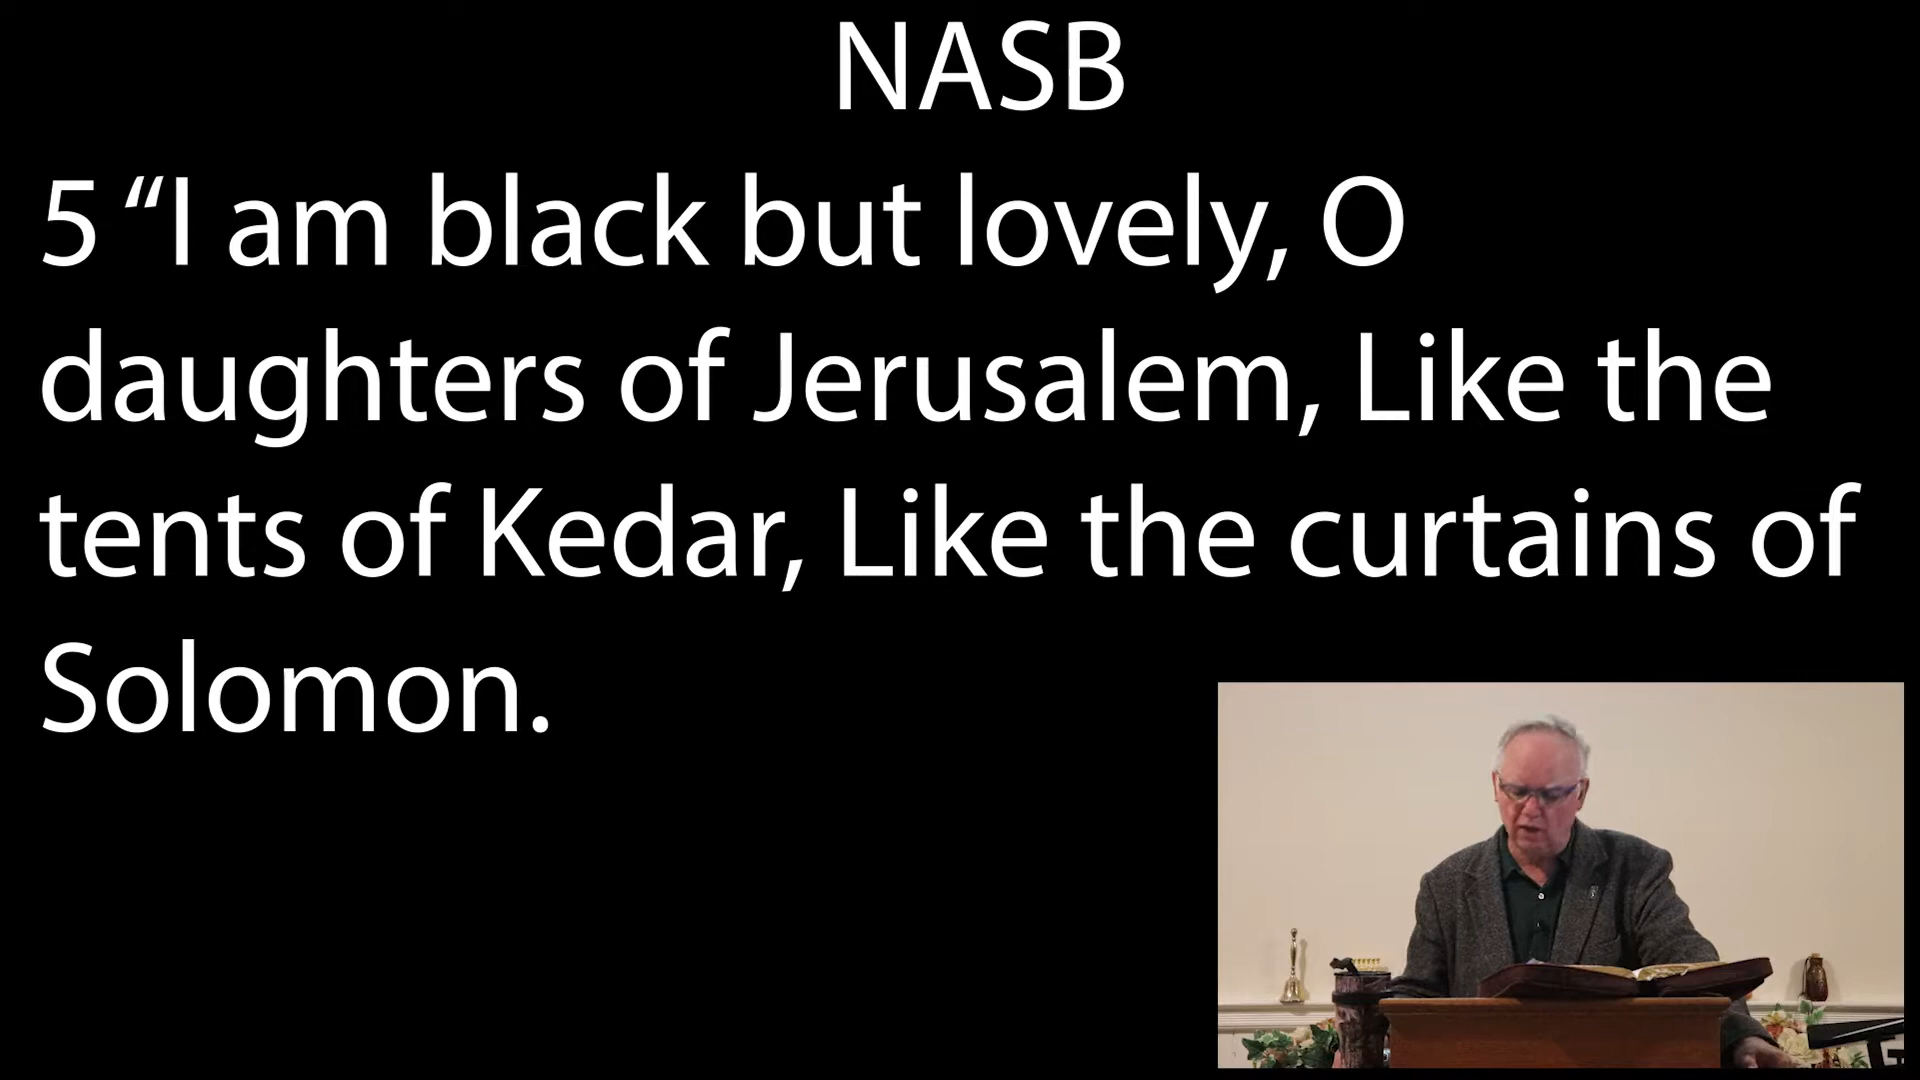 NASB
5 “I am black but lovely, O
daughters of Jerusalem, Like the
tents of Kedar, Like the curtains of
Solomon.